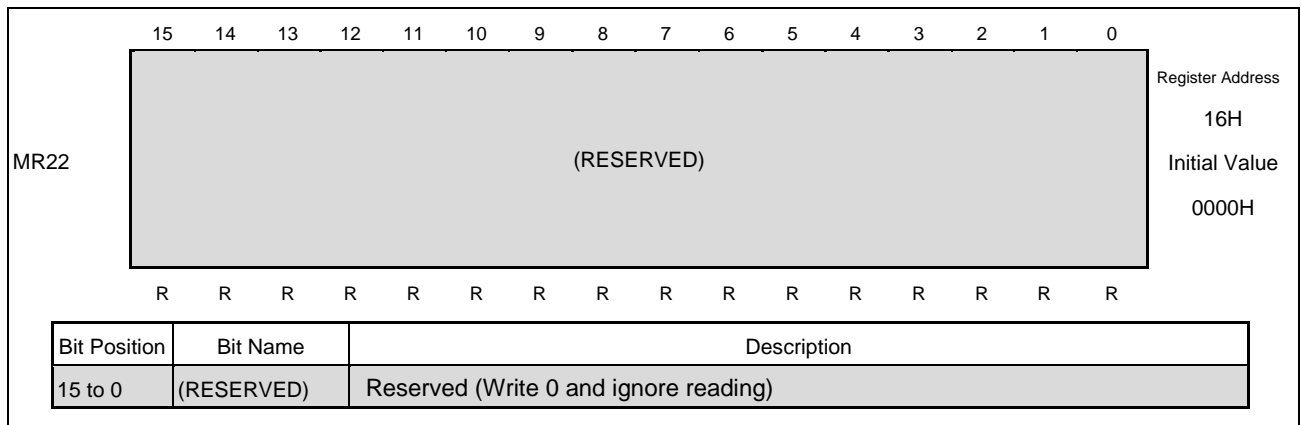 15 14 13 12 11 10 9 8 7 6 5 4 3 2 1 0
Register Address
16H
MR22 (RESERVED) Initial Value
0000H
R R R R R R R R R R R R R R R R
Bit Position Bit Name Description
15 to 0 (RESERVED) Reserved (Write 0 and ignore reading)